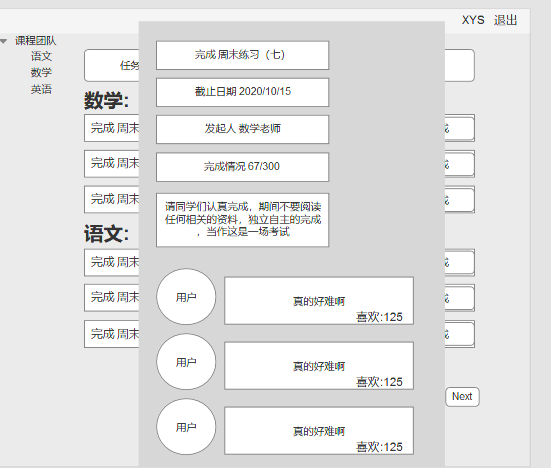 XYS 退出
课程团队
语文
数学
英语
任务
数学:
完成 周末
完成 周末
完成 周末
语文:
完成 周末
完成 周末
完成 周末
完成 周末练习（七）
截止日期 2020/10/15
发起人 数学老师
完成情况 67/300
请同学们认真完成，期间不要阅读
任何相关的资料，独立自主的完成
，当作这是一场考试
用户
真的好难啊
喜欢:125
用户
真的好难啊
喜欢:125
用户
真的好难啊
喜欢:125
Next